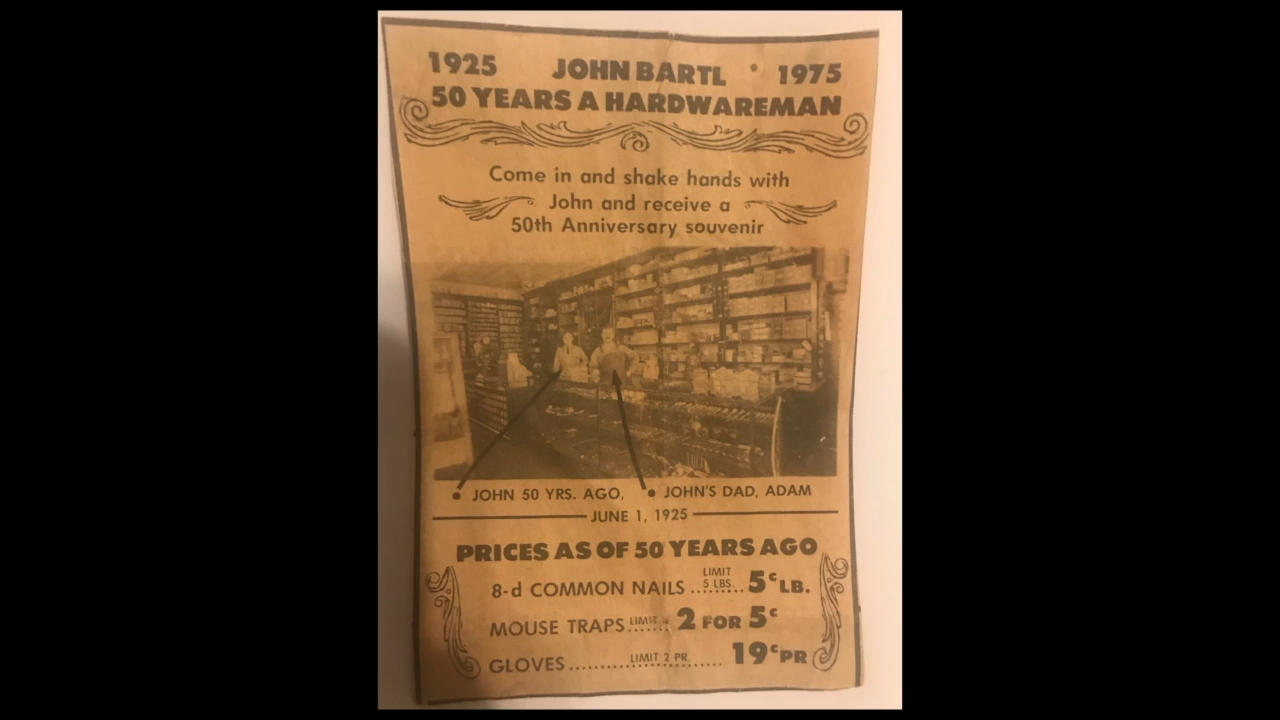 1925 JOHN BARTL 1975
50 YEARS A HARDWAREMAN
Come in and shake hands with
John and receive a
50th Anniversary souvenir
• JOHN 50 YRS. AGO, • JOHN'S DAD, ADAM
JUNE 1, 1925
PRICES AS OF 50 YEARS AGO
8-d COMMON NAILS LIMIT 5 LBS. 5¢ LB.
MOUSE TRAPS LIMIT 2 FOR 5¢
GLOVES LIMIT 2 PR. 19¢ PR